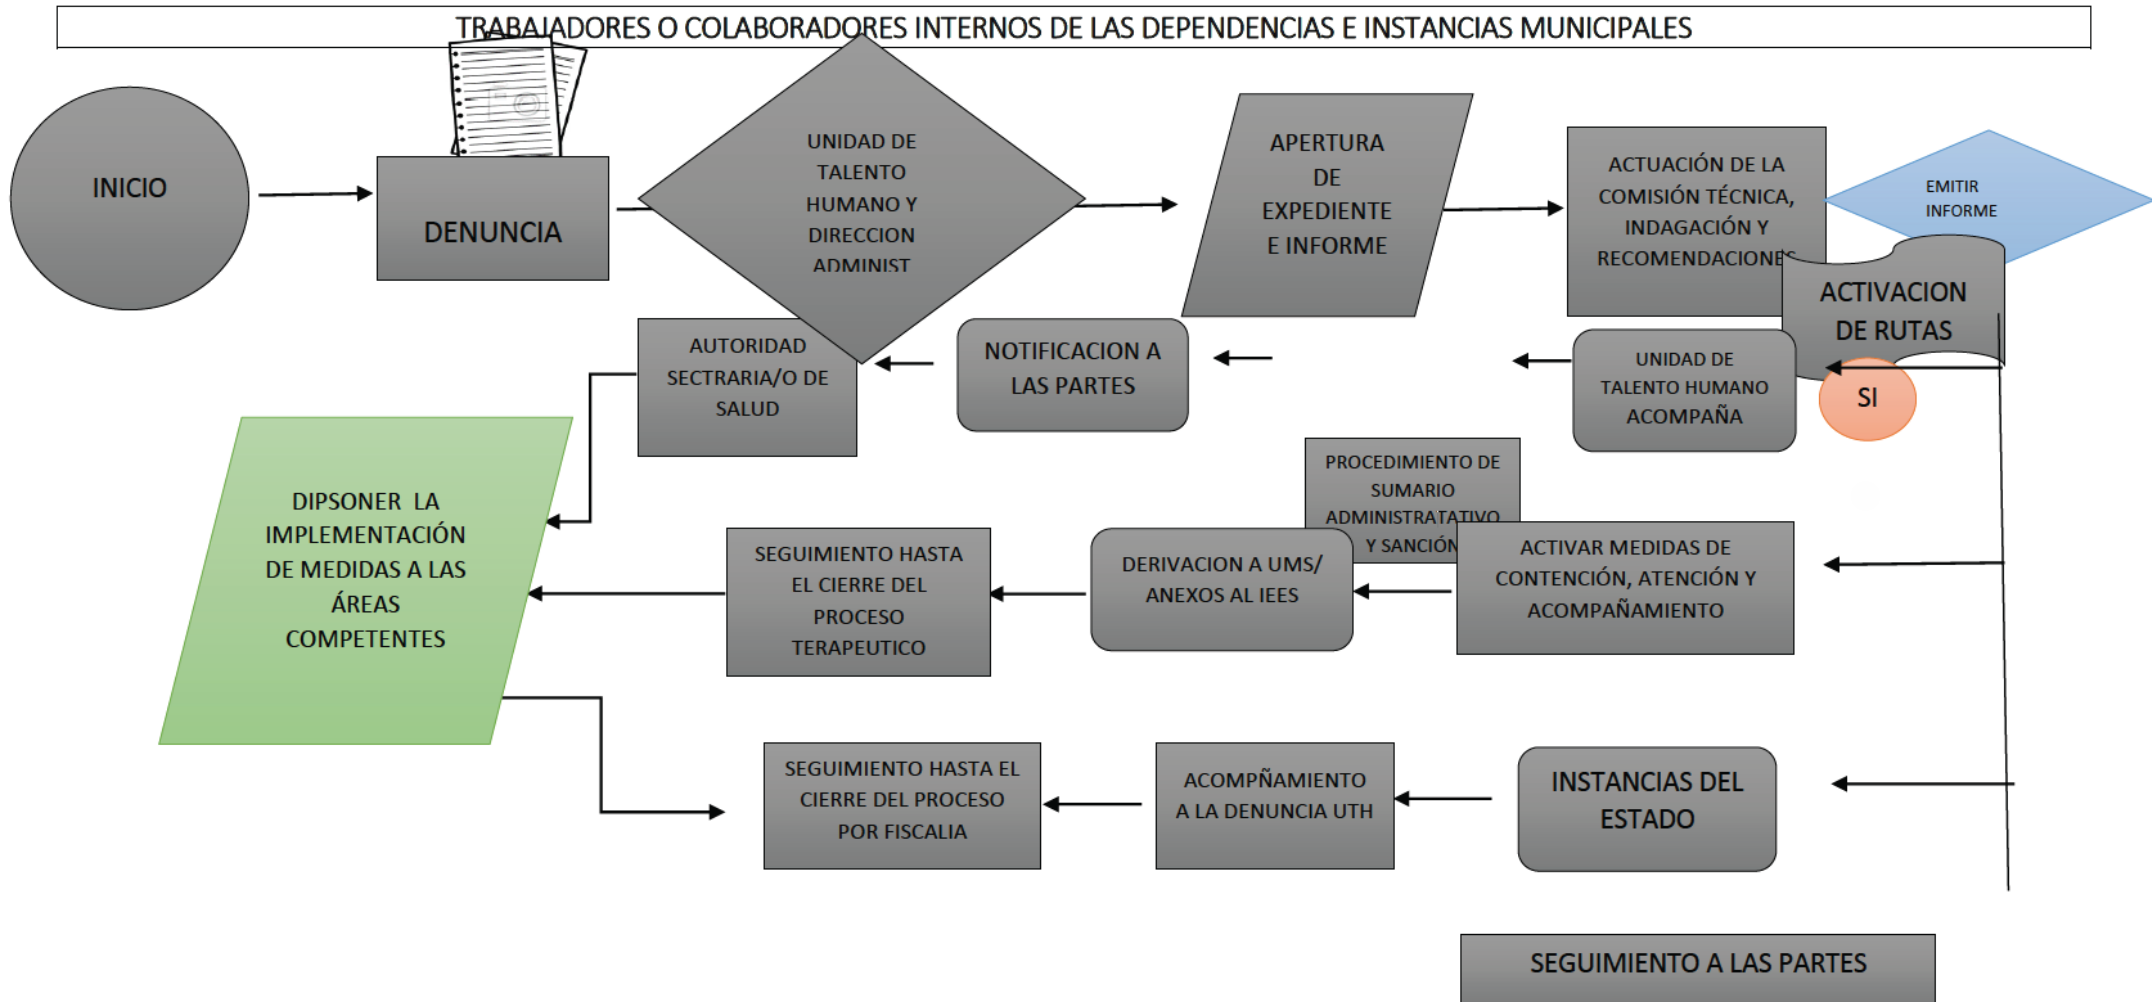 TRABAJADORES O COLABORADORES INTERNOS DE LAS DEPENDENCIAS E INSTANCIAS MUNICIPALES
INICIO
DENUNCIA
UNIDAD DE
TALENTO
HUMANO Y
DIRECCION
ADMINIST
APERTURA
DE
EXPEDIENTE
E INFORME
ACTUACIÓN DE LA
COMISIÓN TÉCNICA,
INDAGACIÓN Y
RECOMENDACIONES
EMITIR
INFORME
ACTIVACION
DE RUTAS
SI
UNIDAD DE
TALENTO HUMANO
ACOMPAÑA
NOTIFICACION A
LAS PARTES
AUTORIDAD
SECTRARIA/O DE
SALUD
DIPSONER LA
IMPLEMENTACIÓN
DE MEDIDAS A LAS
ÁREAS
COMPETENTES
PROCEDIMIENTO DE
SUMARIO
ADMINISTRATATIVO
Y SANCIÓN
ACTIVAR MEDIDAS DE
CONTENCIÓN, ATENCIÓN Y
ACOMPAÑAMIENTO
DERIVACION A UMS/
ANEXOS AL IEES
SEGUIMIENTO HASTA
EL CIERRE DEL
PROCESO
TERAPEUTICO
SEGUIMIENTO HASTA EL
CIERRE DEL PROCESO
POR FISCALIA
ACOMPÑAMIENTO
A LA DENUNCIA UTH
INSTANCIAS DEL
ESTADO
SEGUIMIENTO A LAS PARTES